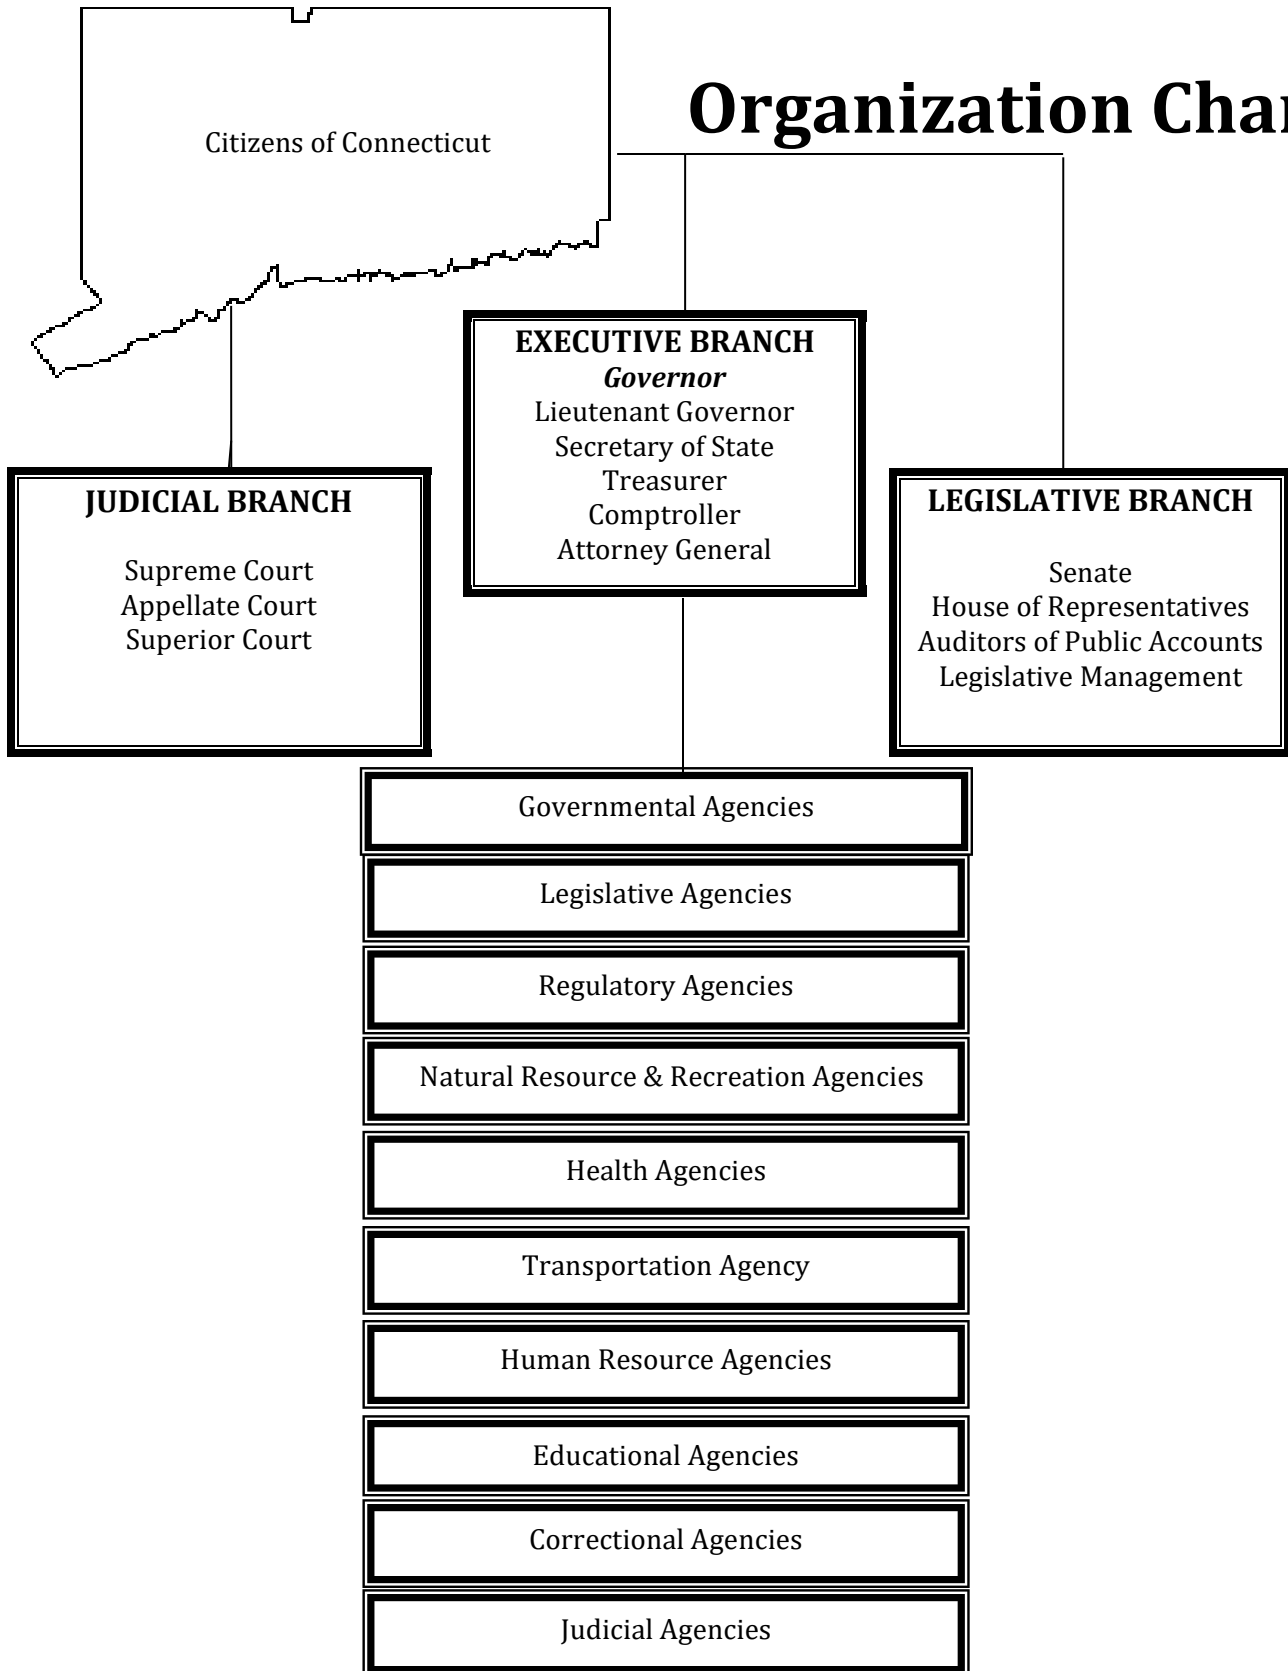 Organization Char
Citizens of Connecticut
EXECUTIVE BRANCH
Governor
Lieutenant Governor
Secretary of State
Treasurer
Comptroller
Attorney General
JUDICIAL BRANCH
Supreme Court
Appellate Court
Superior Court
LEGISLATIVE BRANCH
Senate
House of Representatives
Auditors of Public Accounts
Legislative Management
Governmental Agencies
Legislative Agencies
Regulatory Agencies
Natural Resource & Recreation Agencies
Health Agencies
Transportation Agency
Human Resource Agencies
Educational Agencies
Correctional Agencies
Judicial Agencies